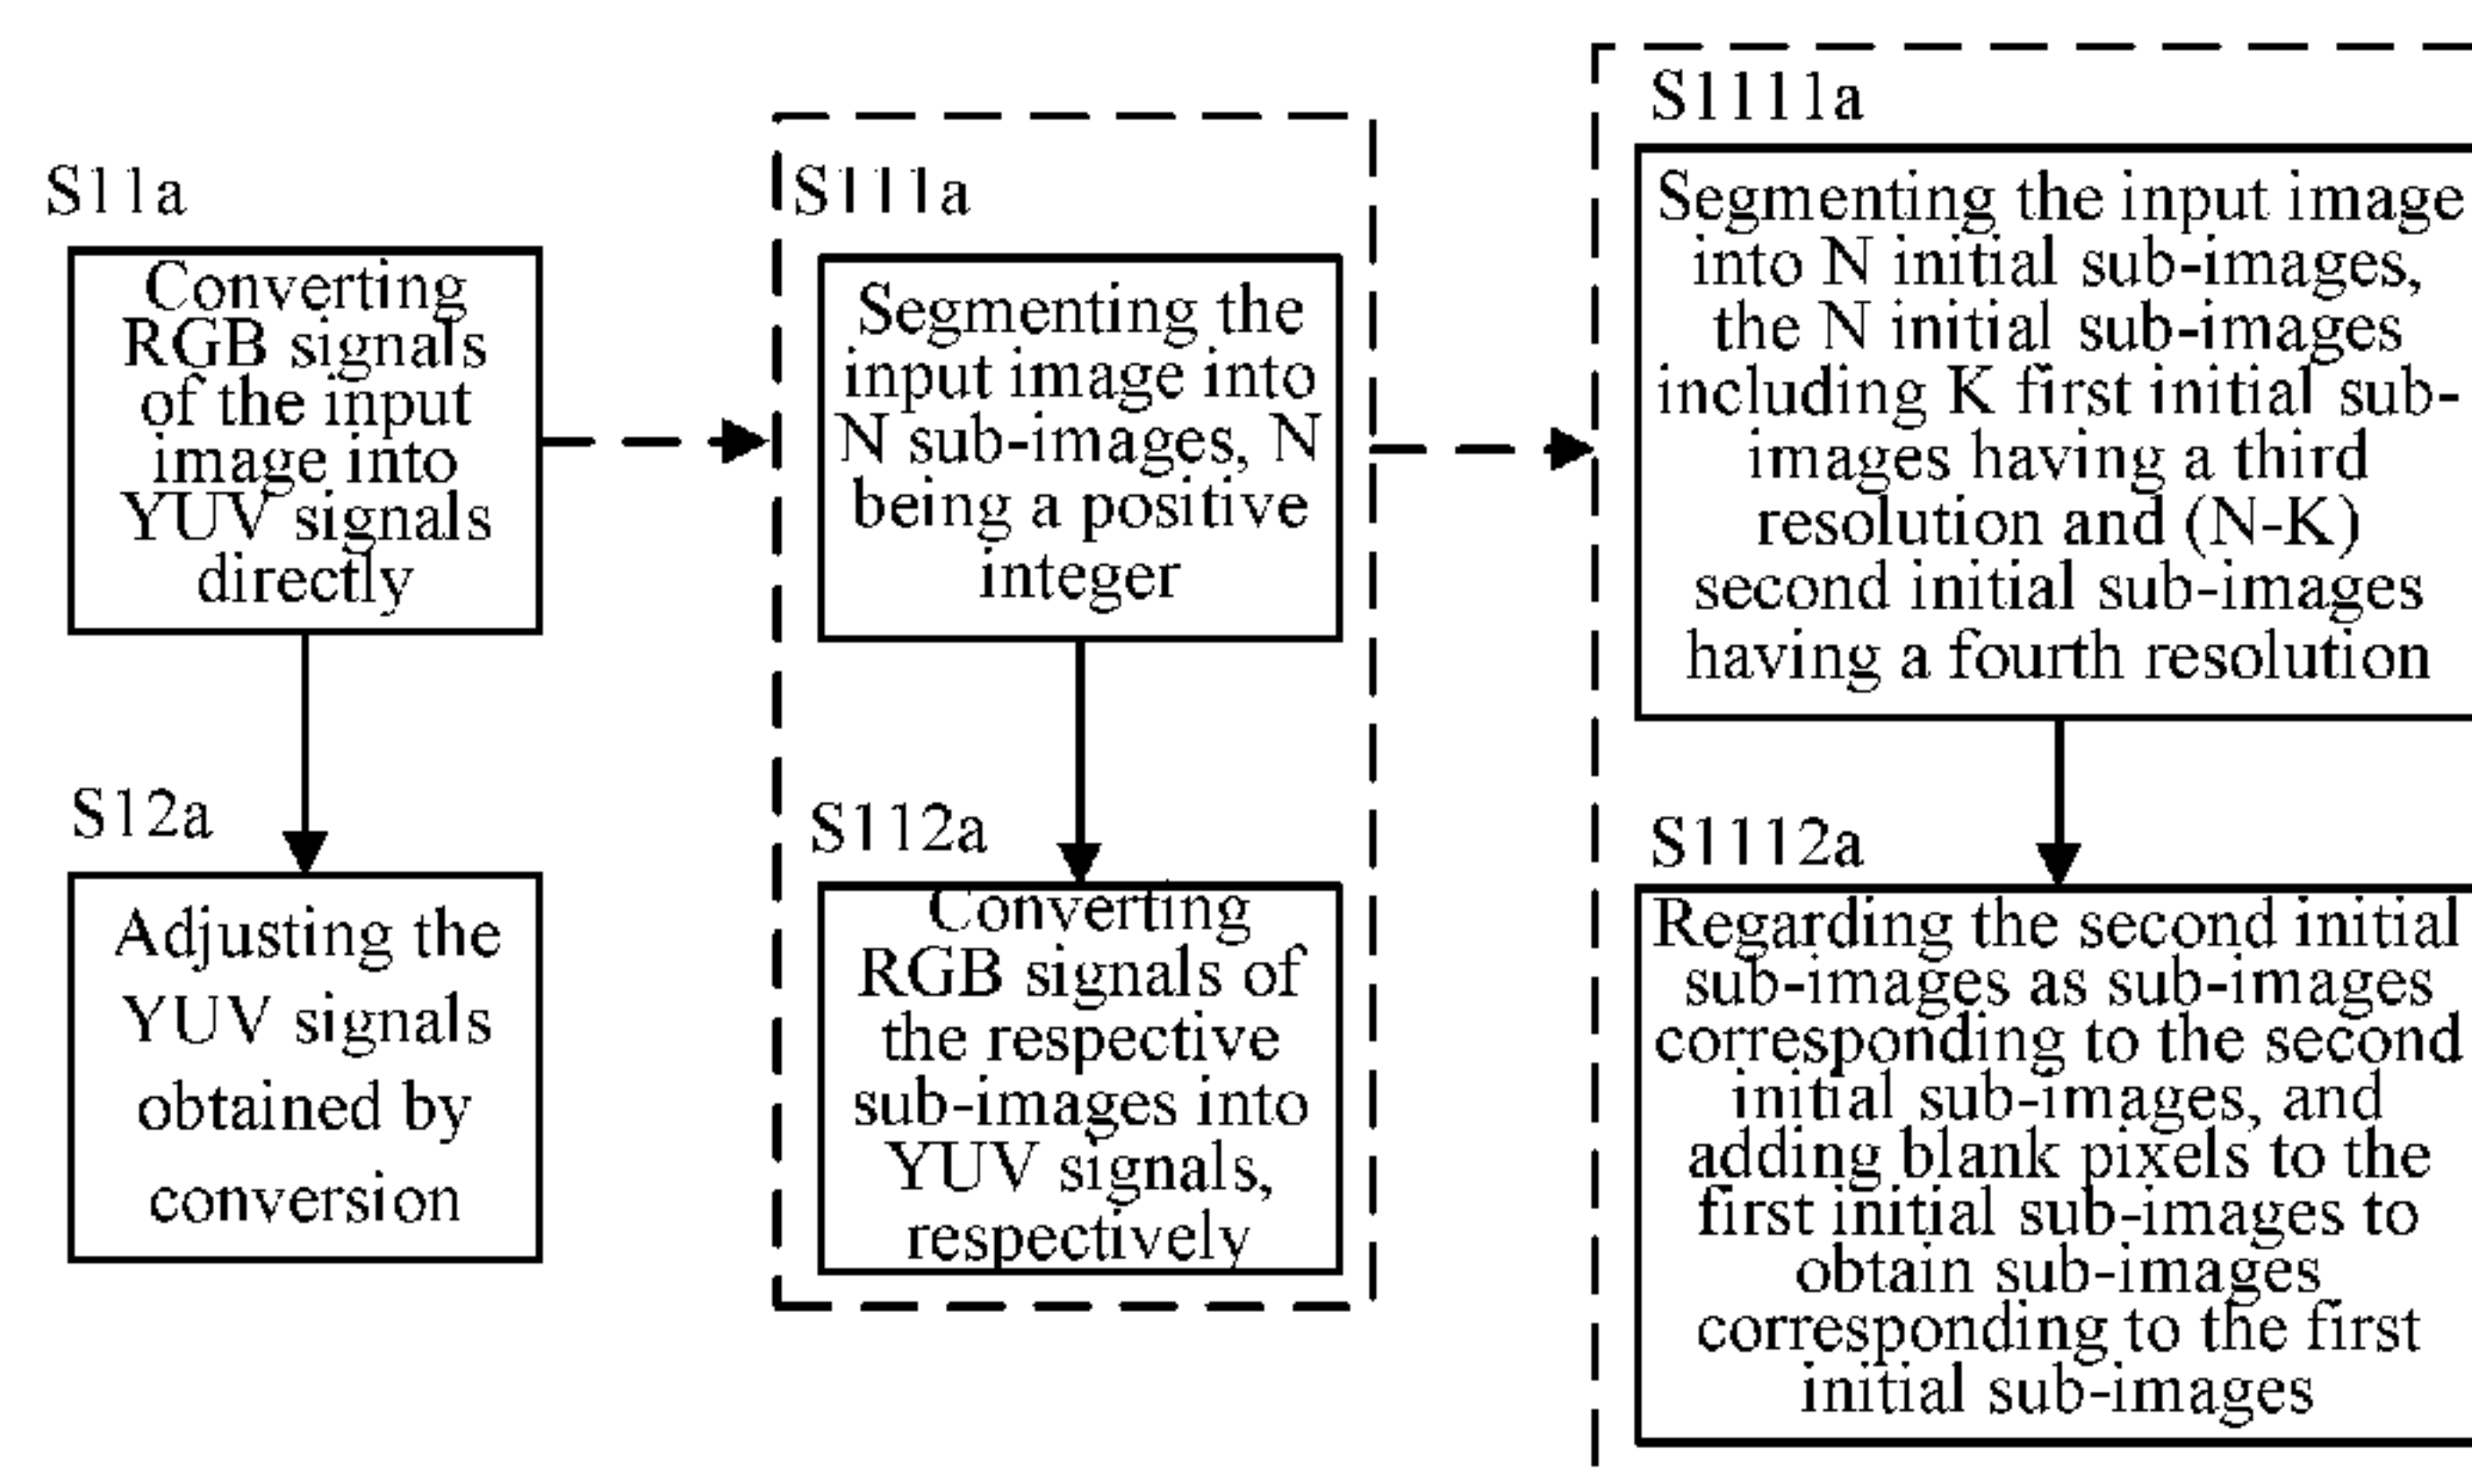 S11a
Converting
RGB signals
of the input
image into
YUV signals
directly
S12a
Adjusting the
YUV signals
obtained by
conversion
S111a
Segmenting the
input image into
N sub-images, N
being a positive
integer
S112a
Converting
RGB signals of
the respective
sub-images into
YUV signals,
respectively
S1111a
Segmenting the input image
into N initial sub-images,
the N initial sub-images
including K first initial sub-
images having a third
resolution and (N-K)
second initial sub-images
having a fourth resolution
S1112a
Regarding the second initial
sub-images as sub-images
corresponding to the second
initial sub-images, and
adding blank pixels to the
first initial sub-images to
obtain sub-images
corresponding to the first
initial sub-images